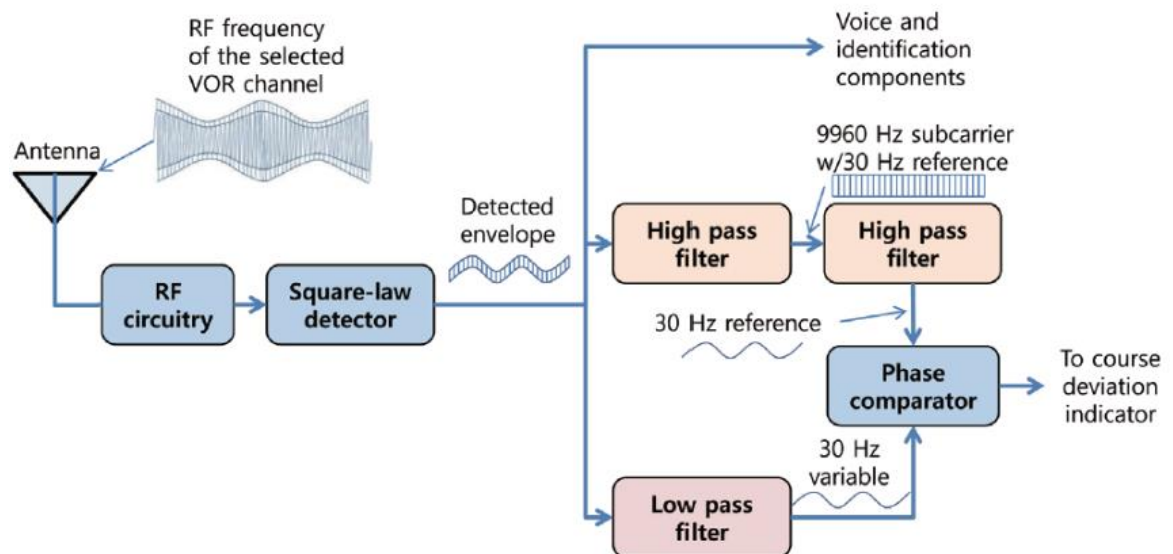 RF frequency
of the selected
VOR channel
Voice and
identification
components
Antenna
9960 Hz subcarrier
w/30 Hz reference
Detected
envelope
High pass
filter
High pass
filter
RF
circuitry
Square-law
detector
30 Hz reference
Phase
comparator
To course
deviation
indicator
30 Hz
variable
Low pass
filter